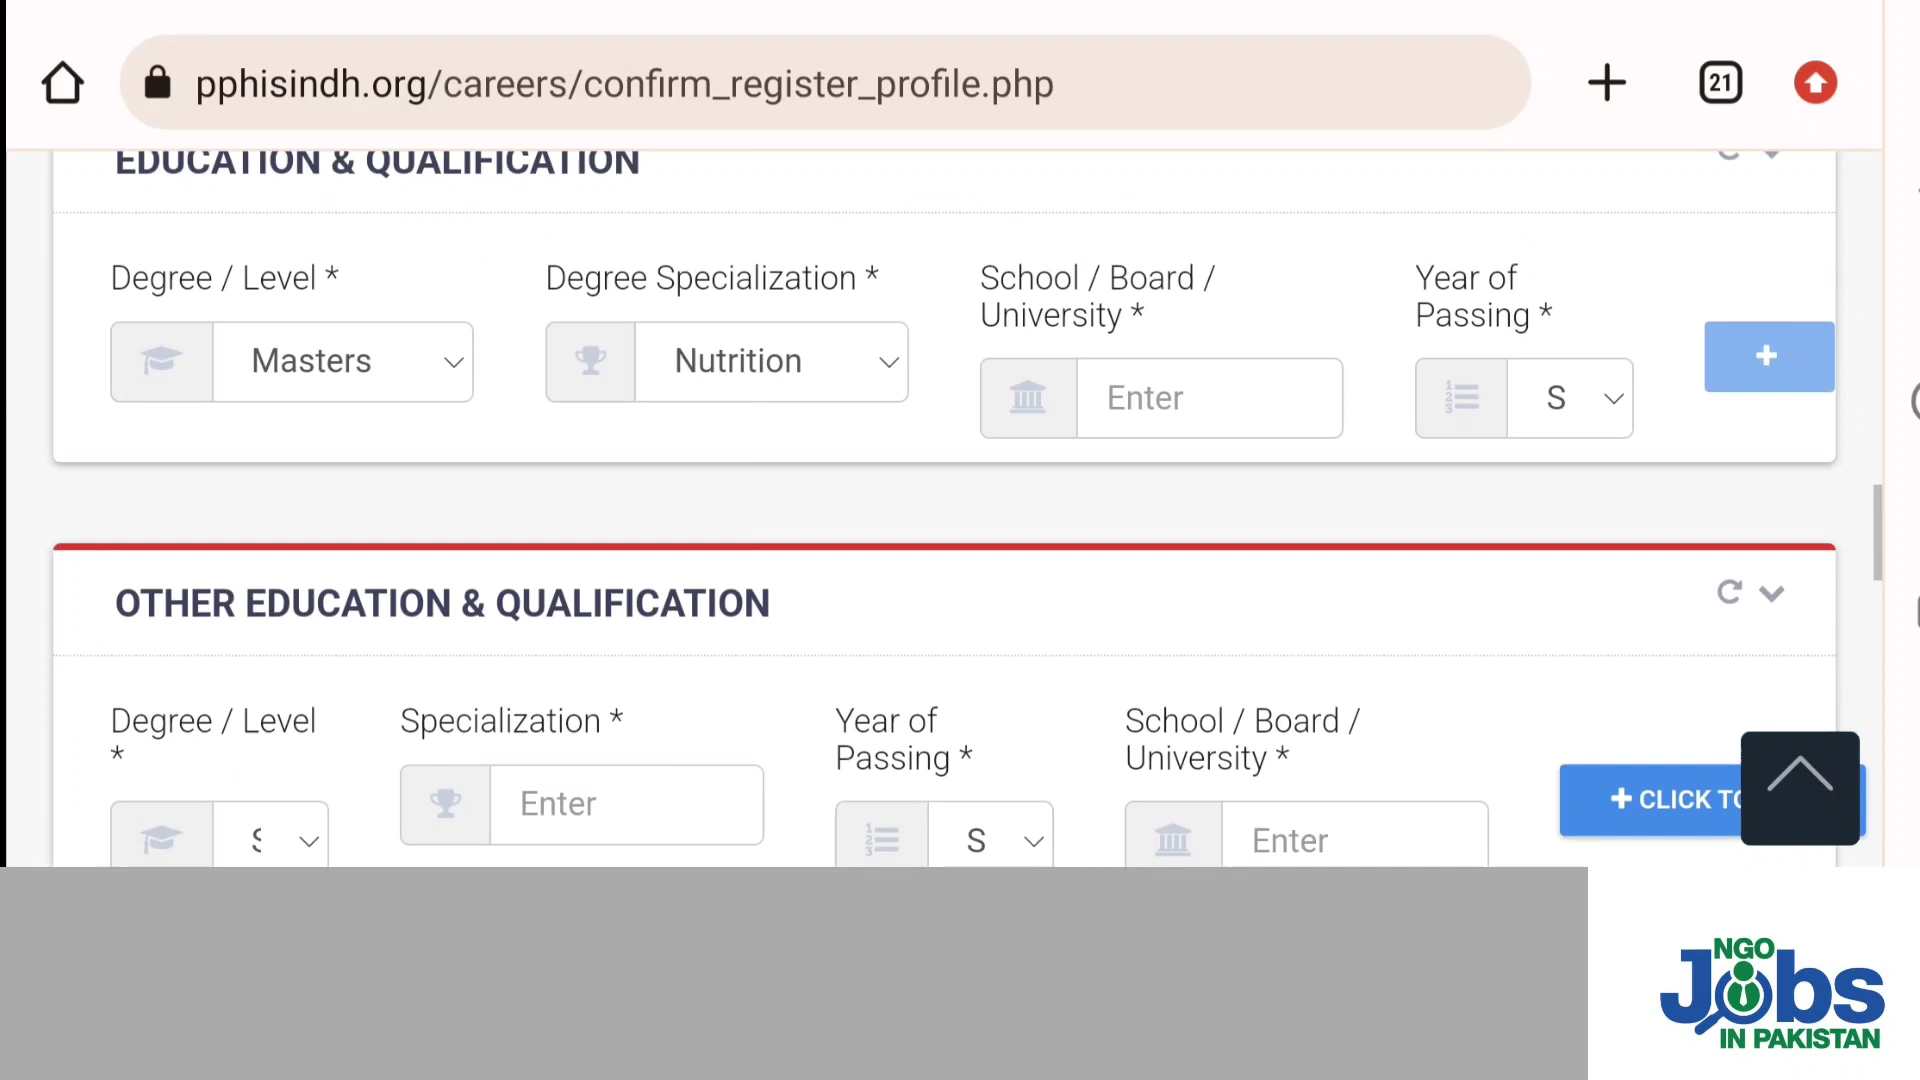 pphisindh.org/careers/confirm_register_profile.php
21
EDUCATION & QUALIFICATION
Degree / Level *
Degree Specialization *
School / Board /
University *
Year of
Passing *
Masters
Nutrition
Enter
S
+
OTHER EDUCATION & QUALIFICATION
Degree / Level
*
Specialization *
Year of
Passing *
School / Board /
University *
Enter
+ CLICK
S
Enter
NGO
Jobs
IN PAKISTAN